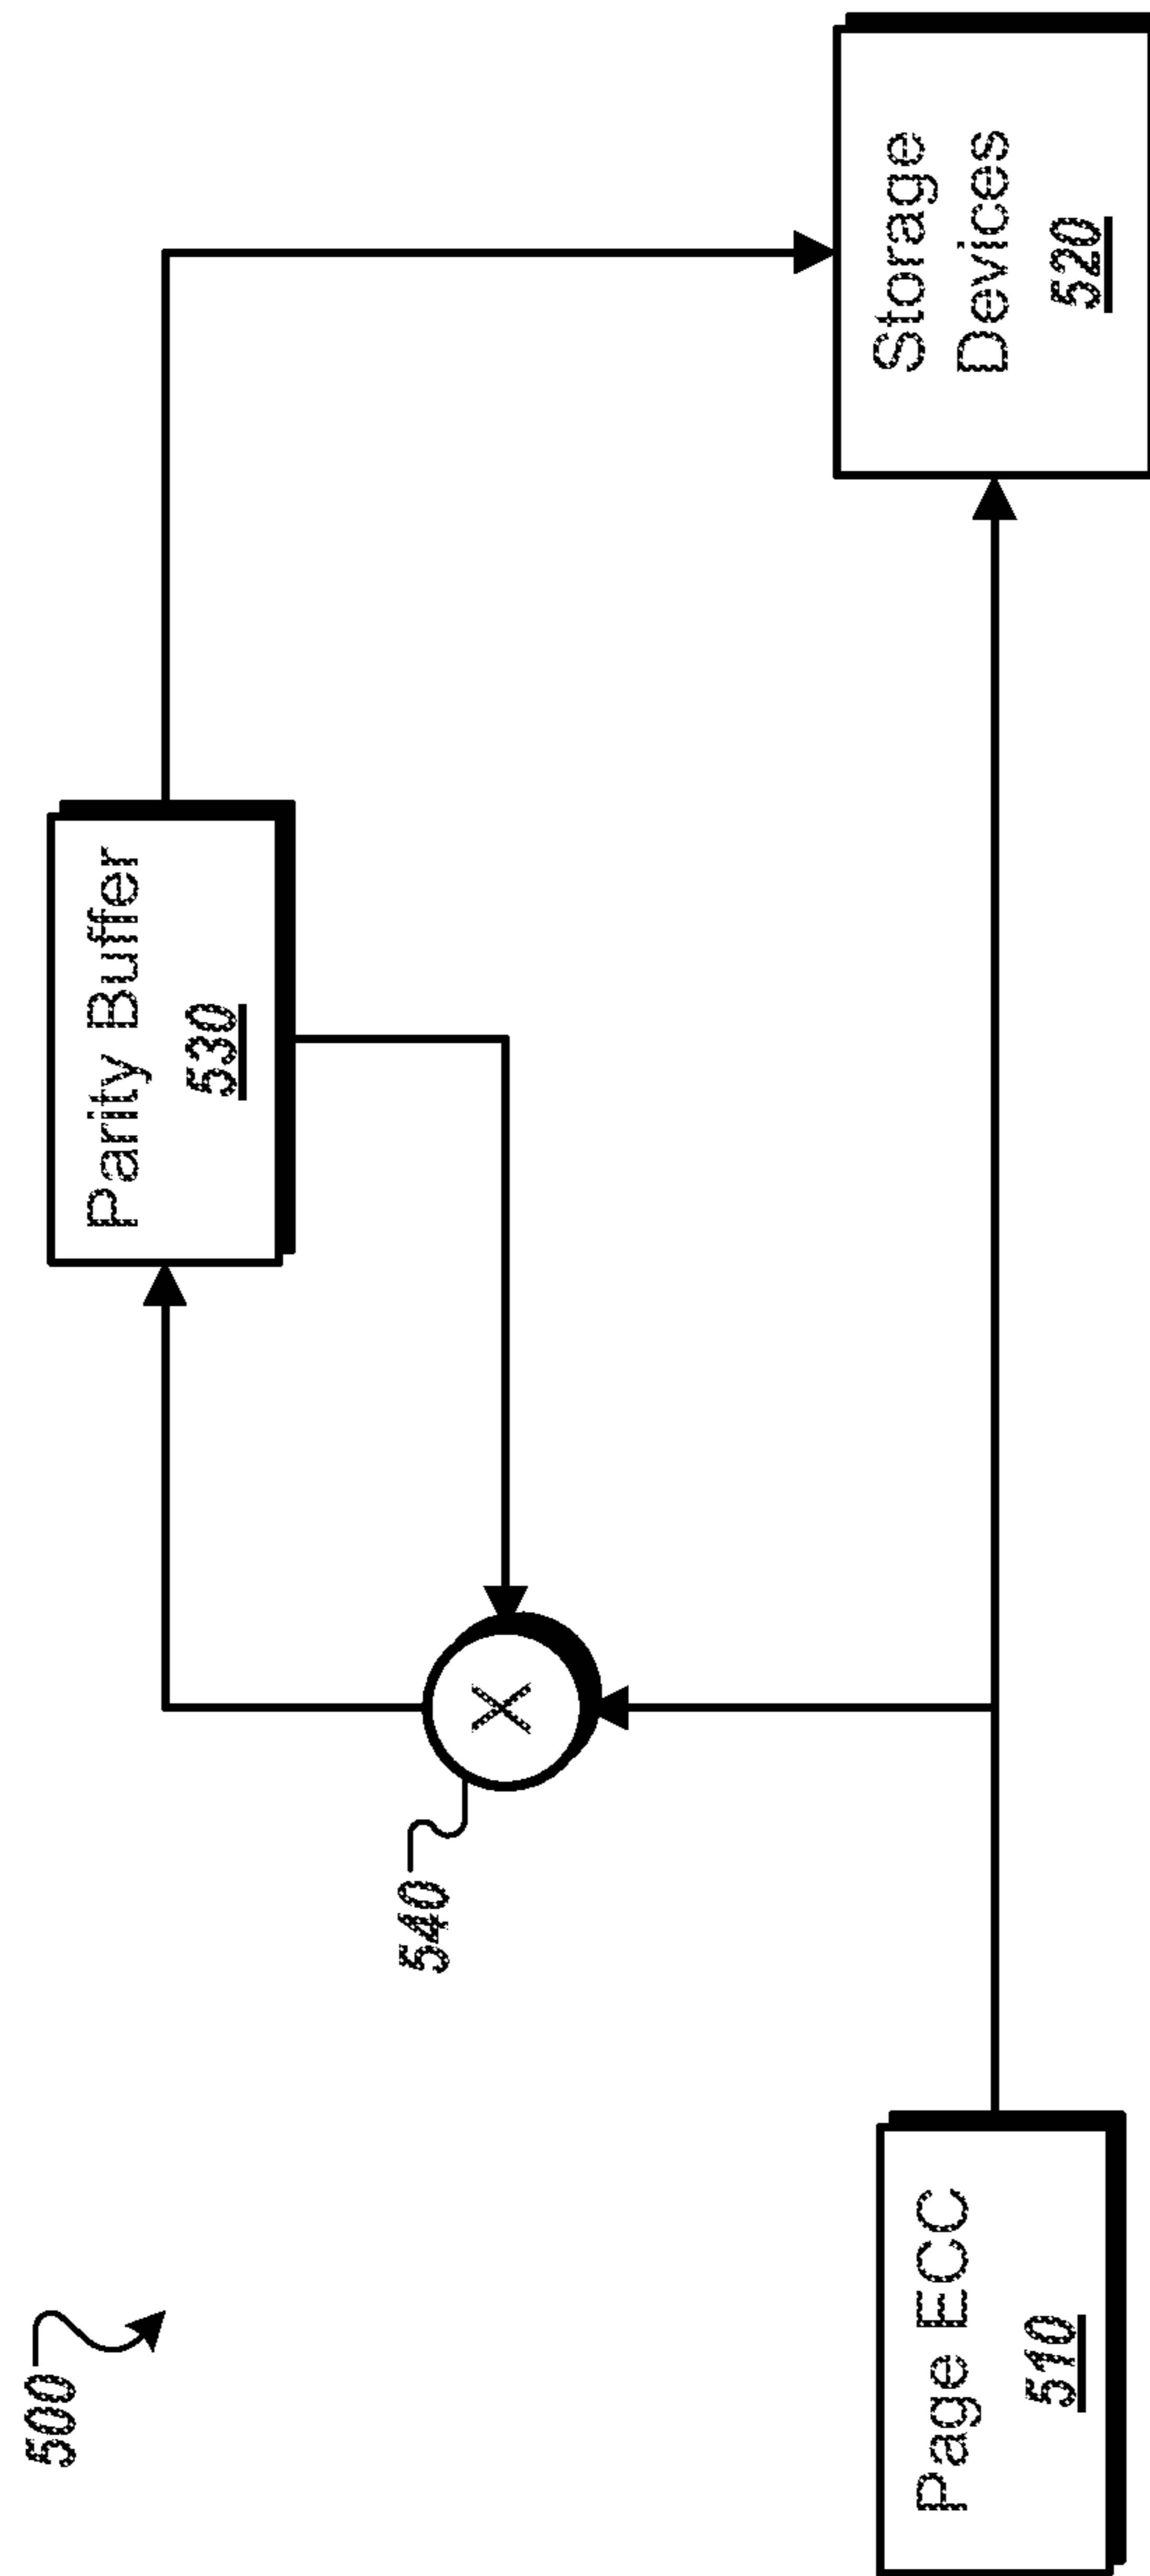 500
Parity Buffer
530
540
X
Page ECC
510
Storage
Devices
520